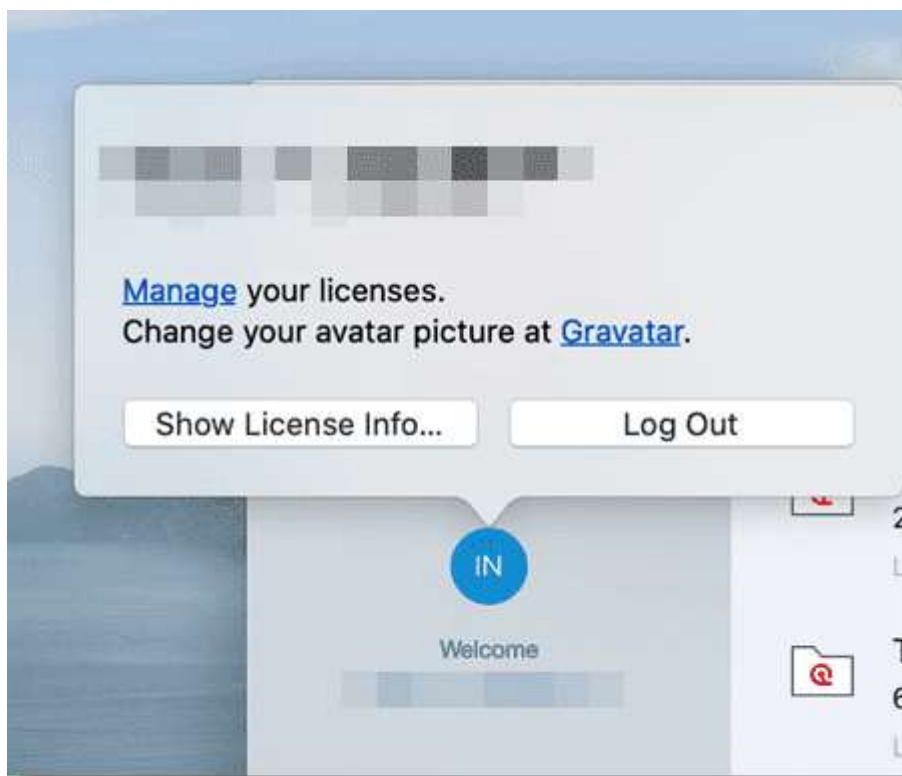 Manage your licenses.
Change your avatar picture at Gravatar.
Show License Info...
Log Out
IN
Welcome